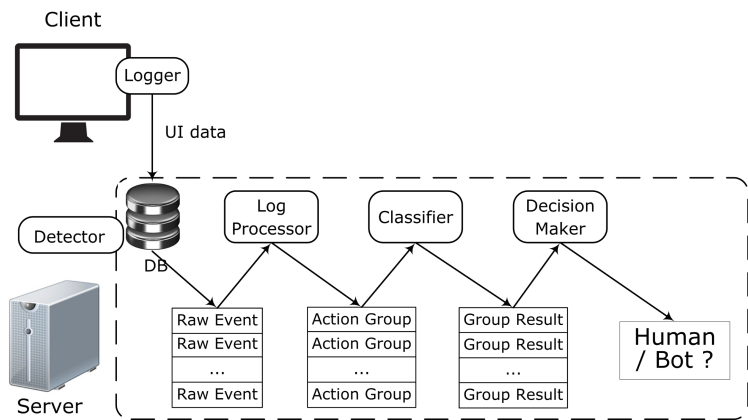 Client
Logger
UI data
Detector
DB
Log
Processor
Classifier
Decision
Maker
Raw Event
Raw Event
...
Raw Event
Action Group
Action Group
...
Action Group
Group Result
Group Result
...
Group Result
Human
/ Bot ?
Server